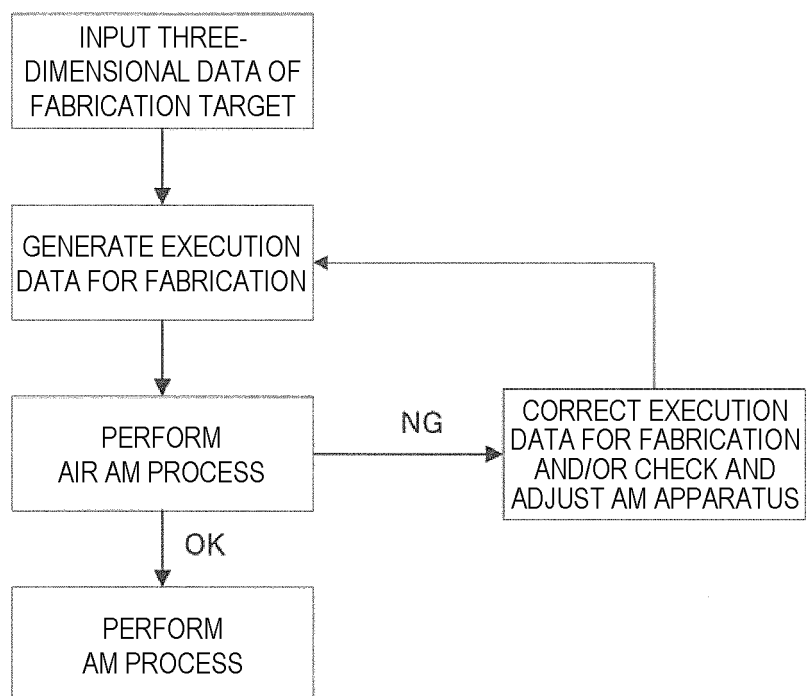 INPUT THREE-
DIMENSIONAL DATA OF
FABRICATION TARGET
GENERATE EXECUTION
DATA FOR FABRICATION
PERFORM
AIR AM PROCESS
NG
CORRECT EXECUTION
DATA FOR FABRICATION
AND/OR CHECK AND
ADJUST AM APPARATUS
OK
PERFORM
AM PROCESS